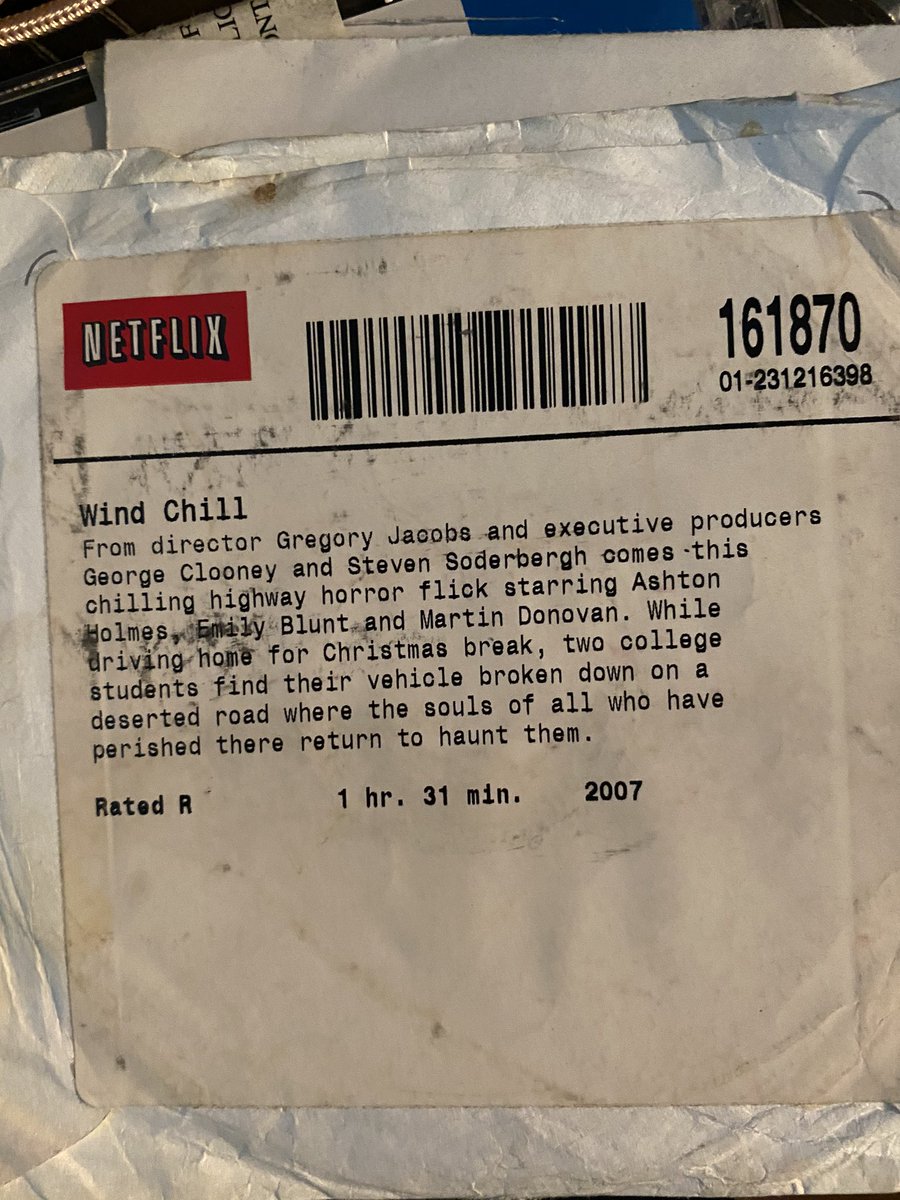 ONT
LIC
F
NETFLIX
161870
01-231216398
Wind Chill
From director Gregory Jacobs and executive producers
George Clooney and Steven Soderbergh comes this
chilling highway horror flick starring Ashton
Holmes, Emily Blunt and Martin Donovan. While
driving home for Christmas break, two college
students find their vehicle broken down on a
deserted road where the souls of all who have
perished there return to haunt them.
Rated R 1 hr. 31 min. 2007